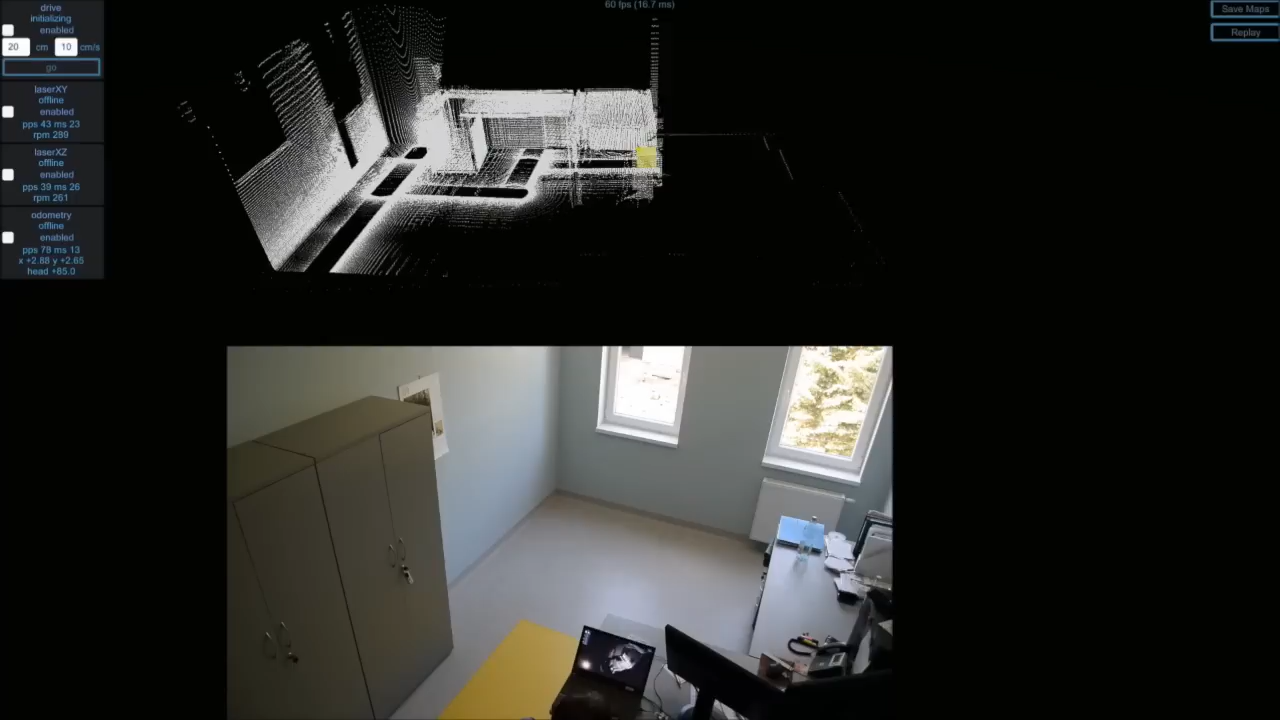 drive
initializing
enabled
20 cm 10 cm/s
go
laserXY
offline
enabled
pps 43 ms 23
rpm 289
laserXZ
offline
enabled
pps 39 ms 26
rpm 261
odometry
offline
enabled
pps 78 ms 13
x +2.88 y +2.65
head +85.0
60 fps (16.7 ms)
Save Maps
Replay